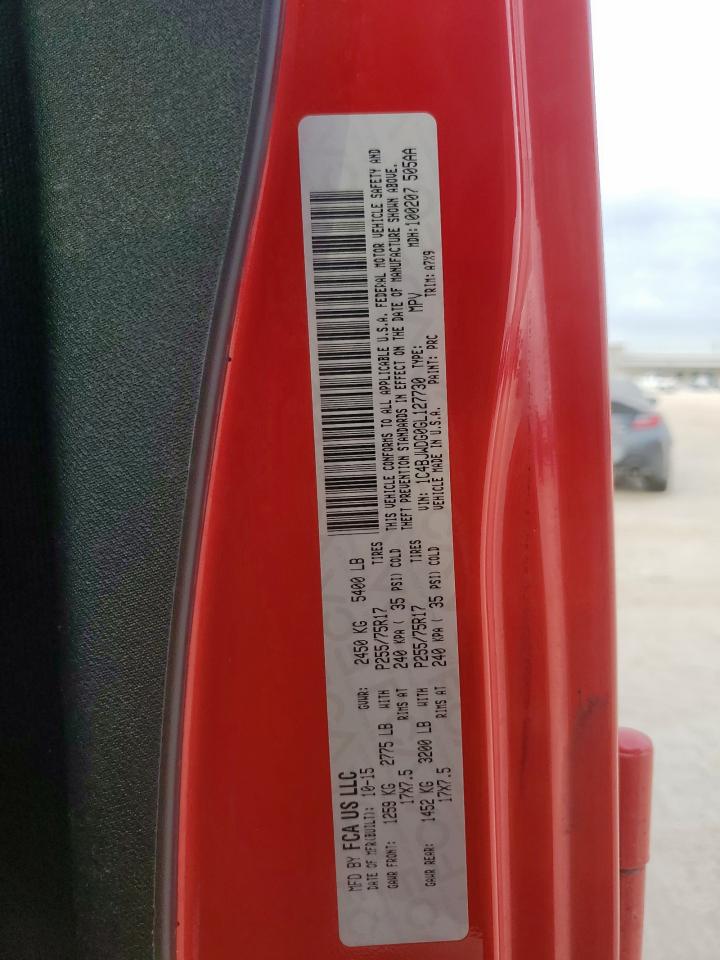 MFD BY FCA US LLC
DATE OF MFR(BUILT): 10-15 GVWR: 2450 KG 5400 LB
GAWR FRONT: 1259 KG 2775 LB WITH P255/75R17 TIRES
17X7.5 RIMS AT 240 KPA ( 35 PSI) COLD
GAWR REAR: 1452 KG 3200 LB WITH P255/75R17 TIRES
17X7.5 RIMS AT 240 KPA ( 35 PSI) COLD
THIS VEHICLE CONFORMS TO ALL APPLICABLE U.S.A. FEDERAL MOTOR VEHICLE SAFETY AND
THEFT PREVENTION STANDARDS IN EFFECT ON THE DATE OF MANUFACTURE SHOWN ABOVE.
VIN: 1C4BJWDG0GL127730 TYPE: MPV MDH:100207 505AA
VEHICLE MADE IN U.S.A. PAINT: PRC TRIM: A7X9